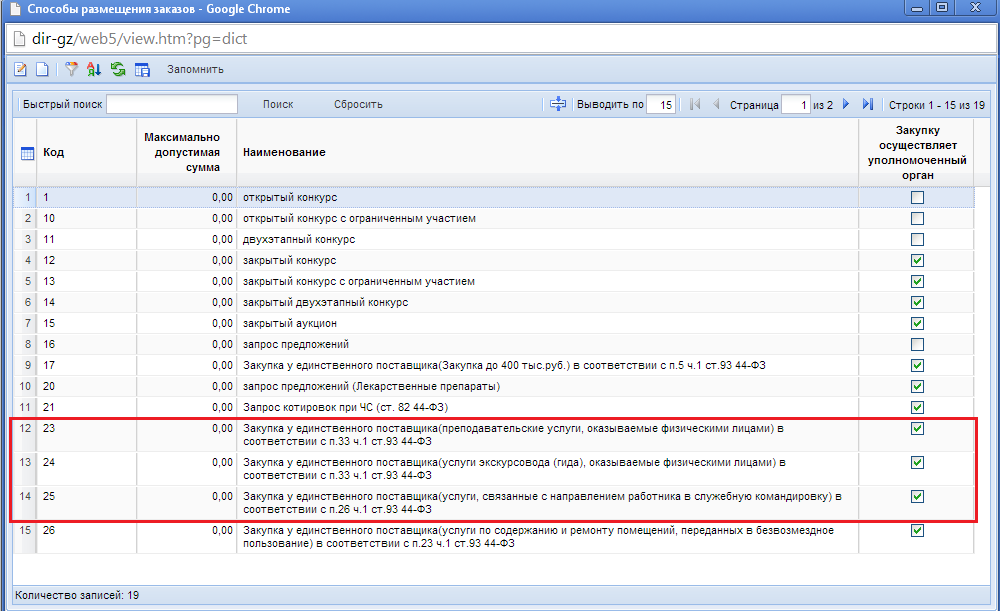 Способы размещения заказов - Google Chrome
dir-gz/web5/view.htm?pg=dict
Запомнить
Быстрый поиск Поиск Сбросить Выводить по 15 Страница 1 из 2 Строки 1 - 15 из 19
Код Максимально допустимая сумма Наименование Закупку осуществляет уполномоченный орган
1 1 0,00 открытый конкурс
2 10 0,00 открытый конкурс с ограниченным участием
3 11 0,00 двухэтапный конкурс
4 12 0,00 закрытый конкурс
5 13 0,00 закрытый конкурс с ограниченным участием
6 14 0,00 закрытый двухэтапный конкурс
7 15 0,00 закрытый аукцион
8 16 0,00 запрос предложений
9 17 0,00 Закупка у единственного поставщика(Закупка до 400 тыс.руб.) в соответствии с п.5 ч.1 ст.93 44-ФЗ
10 20 0,00 запрос предложений (Лекарственные препараты)
11 21 0,00 Запрос котировок при ЧС (ст. 82 44-ФЗ)
12 23 0,00 Закупка у единственного поставщика(преподавательские услуги, оказываемые физическими лицами) в
соответствии с п.33 ч.1 ст.93 44-ФЗ
13 24 0,00 Закупка у единственного поставщика(услуги экскурсовода (гида), оказываемые физическими лицами) в
соответствии с п.33 ч.1 ст.93 44-ФЗ
14 25 0,00 Закупка у единственного поставщика(услуги, связанные с направлением работника в служебную командировку) в
соответствии с п.26 ч.1 ст.93 44-ФЗ
15 26 0,00 Закупка у единственного поставщика(услуги по содержанию и ремонту помещений, переданных в безвозмездное
пользование) в соответствии с п.23 ч.1 ст.93 44-ФЗ
Количество записей: 19